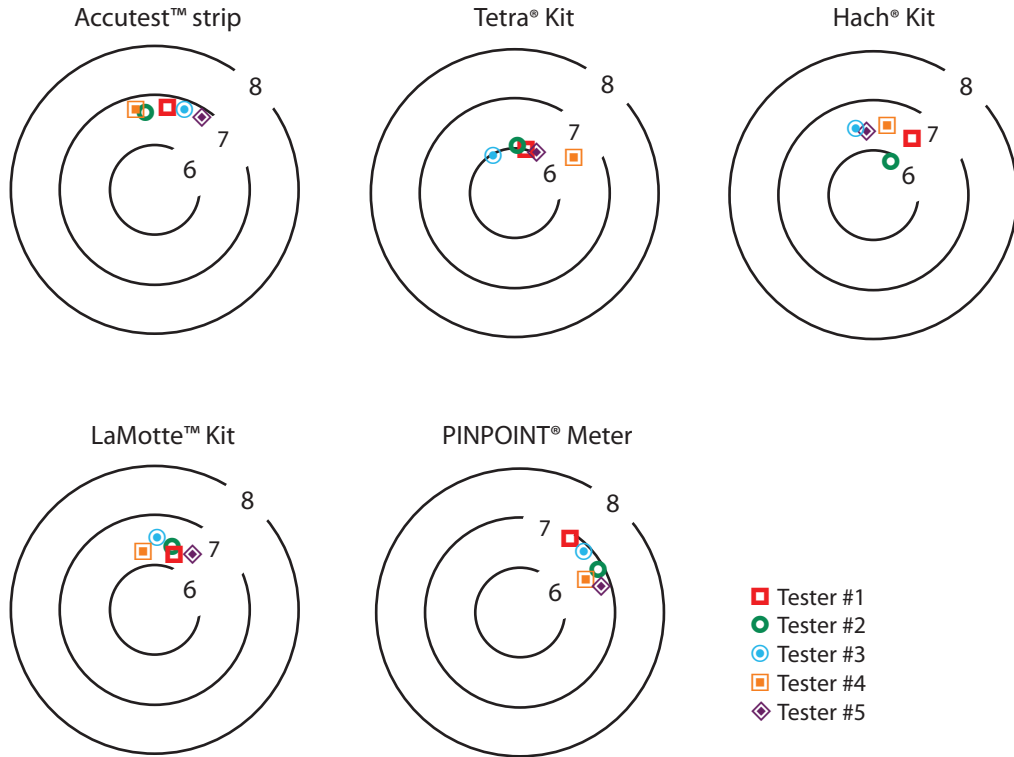 Accutest™ strip
Tetra® Kit
Hach® Kit
8
7
6
7
6
8
7
6
LaMotte™ Kit
PINPOINT® Meter
8
7
6
8
7
6
Tester #1
Tester #2
Tester #3
Tester #4
Tester #5